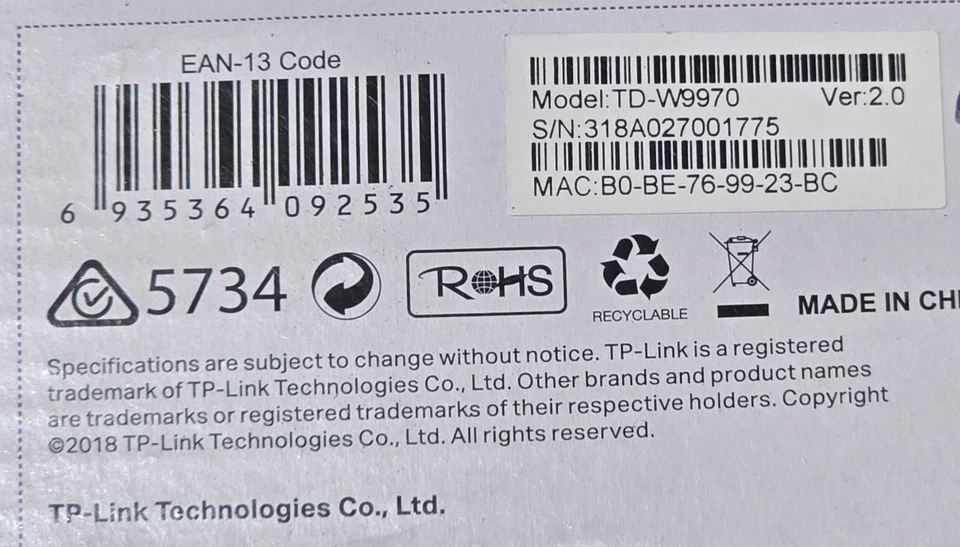 EAN-13 Code
6 935364 092535
Model:TD-W9970 Ver:2.0
S/N:318A027001775
MAC:B0-BE-76-99-23-BC
5734
RoHS
RECYCLABLE
MADE IN CHI
Specifications are subject to change without notice. TP-Link is a registered
trademark of TP-Link Technologies Co., Ltd. Other brands and product names
are trademarks or registered trademarks of their respective holders. Copyright
©2018 TP-Link Technologies Co., Ltd. All rights reserved.
TP-Link Technologies Co., Ltd.